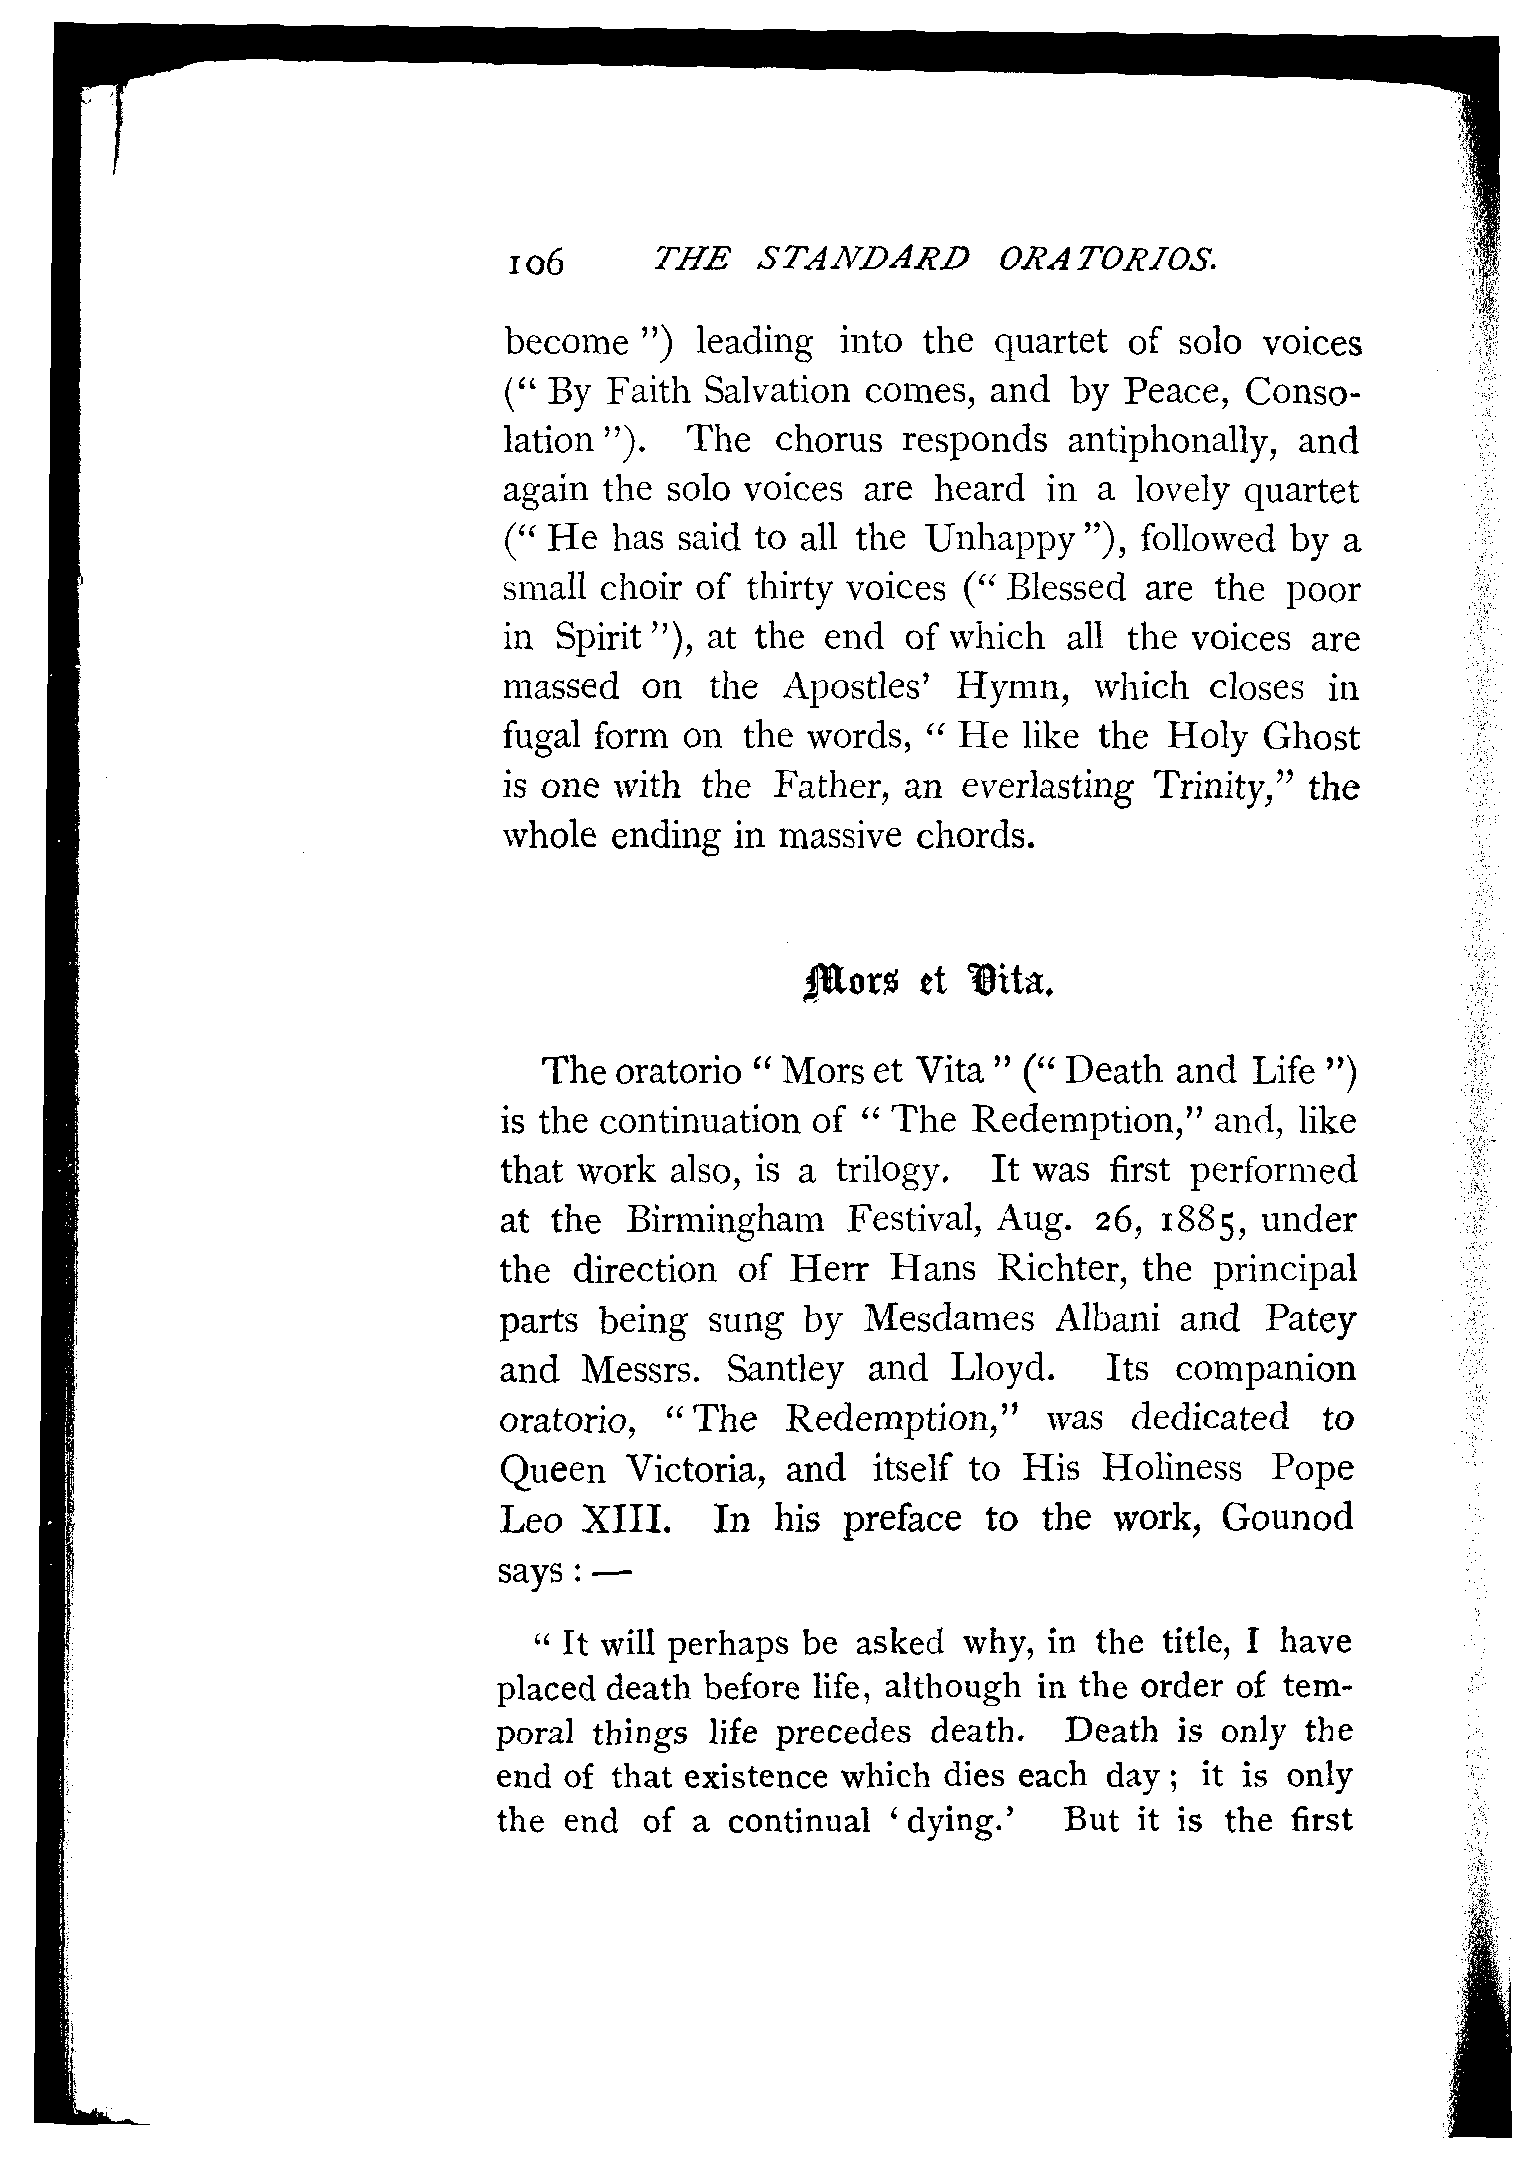 106 THE STANDARD ORATORIOS.
become ") leading into the quartet of solo voices
(" By Faith Salvation comes, and by Peace, Conso-
lation "). The chorus responds antiphonally, and
again the solo voices are heard in a lovely quartet
(" He has said to all the Unhappy "), followed by a
small choir of thirty voices (" Blessed are the poor
in Spirit "), at the end of which all the voices are
massed on the Apostles' Hymn, which closes in
fugal form on the words, " He like the Holy Ghost
is one with the Father, an everlasting Trinity," the
whole ending in massive chords.
Mors et Vita.
The oratorio " Mors et Vita " (" Death and Life ")
is the continuation of " The Redemption," and, like
that work also, is a trilogy. It was first performed
at the Birmingham Festival, Aug. 26, 1885, under
the direction of Herr Hans Richter, the principal
parts being sung by Mesdames Albani and Patey
and Messrs. Santley and Lloyd. Its companion
oratorio, " The Redemption," was dedicated to
Queen Victoria, and itself to His Holiness Pope
Leo XIII. In his preface to the work, Gounod
says : —
" It will perhaps be asked why, in the title, I have
placed death before life, although in the order of tem-
poral things life precedes death. Death is only the
end of that existence which dies each day ; it is only
the end of a continual ' dying.' But it is the first